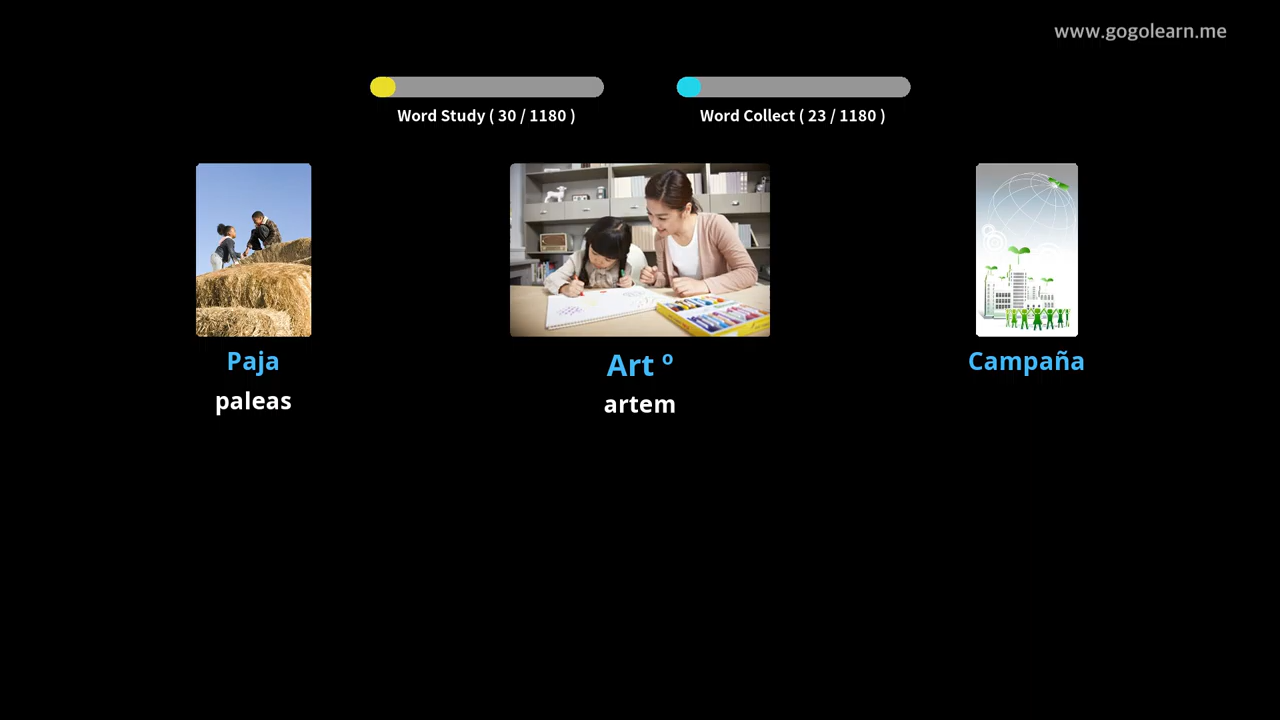 www.gogolearn.me
Word Study ( 30 / 1180 )
Word Collect ( 23 / 1180 )
Paja
paleas
Art º
artem
Campaña